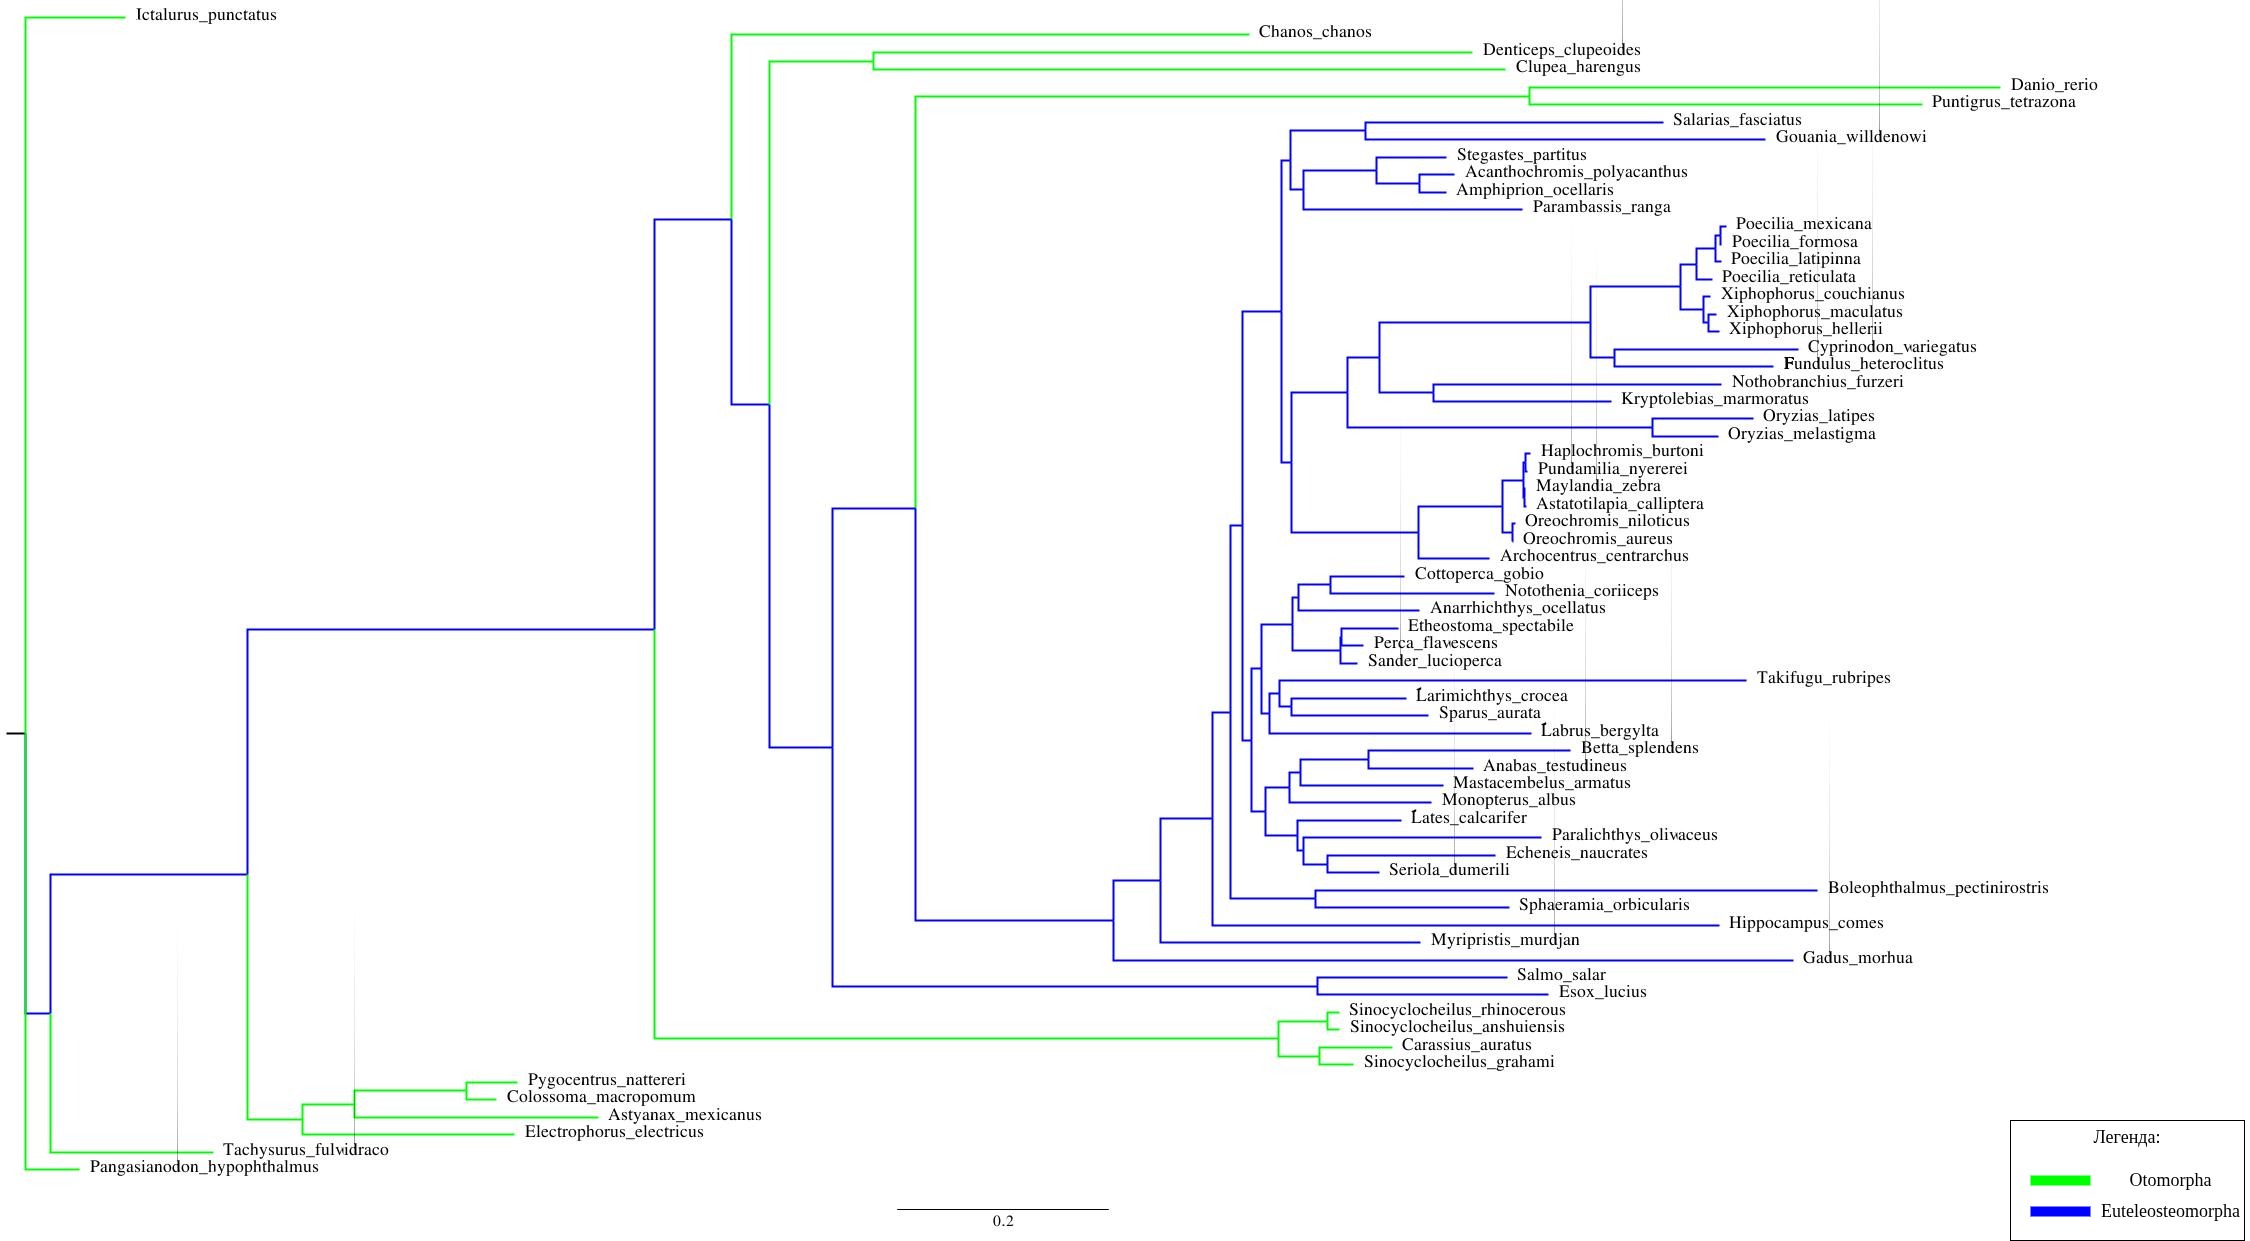 Ictalurus_punctatus
Chanos_chanos
Denticeps_clupeoides
Clupea_harengus
Danio_rerio
Puntigrus_tetrazona
Salarias_fasciatus
Gouania_willdenowi
Stegastes_partitus
Acanthochromis_polyacanthus
Amphiprion_ocellaris
Parambassis_ranga
Poecilia_mexicana
Poecilia_formosa
Poecilia_latipinna
Poecilia_reticulata
Xiphophorus_couchianus
Xiphophorus_maculatus
Xiphophorus_hellerii
Cyprinodon_variegatus
Fundulus_heteroclitus
Nothobranchius_furzeri
Kryptolebias_marmoratus
Oryzias_latipes
Oryzias_melastigma
Haplochromis_burtoni
Pundamilia_nyererei
Maylandia_zebra
Astatotilapia_calliptera
Oreochromis_niloticus
Oreochromis_aureus
Archocentrus_centrarchus
Cottoperca_gobio
Notothenia_coriiceps
Anarrhichthys_ocellatus
Etheostoma_spectabile
Perca_flavescens
Sander_lucioperca
Takifugu_rubripes
Larimichthys_crocea
Sparus_aurata
Labrus_bergylta
Betta_splendens
Anabas_testudineus
Mastacembelus_armatus
Monopterus_albus
Lates_calcarifer
Paralichthys_olivaceus
Echeneis_naucrates
Seriola_dumerili
Boleophthalmus_pectinirostris
Sphaeramia_orbicularis
Hippocampus_comes
Myripristis_murdjan
Gadus_morhua
Salmo_salar
Esox_lucius
Sinocyclocheilus_rhinocerous
Sinocyclocheilus_anshuiensis
Carassius_auratus
Sinocyclocheilus_grahami
Pygocentrus_nattereri
Colossoma_macropomum
Astyanax_mexicanus
Electrophorus_electricus
Tachysurus_fulvidraco
Pangasianodon_hypophthalmus
0.2
Легенда:
Otomorpha
Euteleosteomorpha